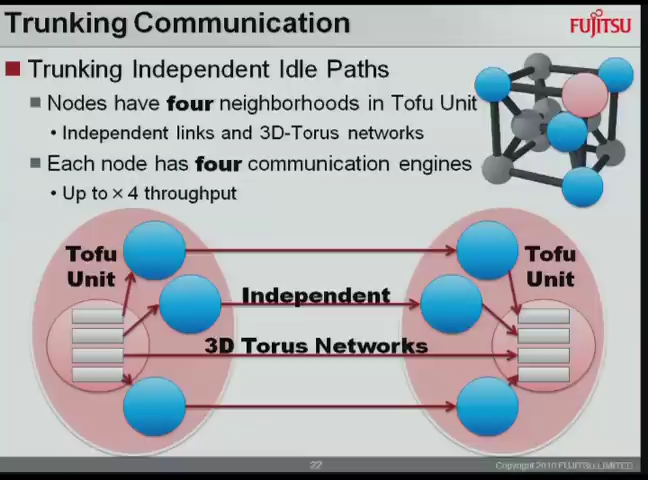 Trunking Communication
FUJITSU
Trunking Independent Idle Paths
Nodes have four neighborhoods in Tofu Unit
• Independent links and 3D-Torus networks
Each node has four communication engines
• Up to × 4 throughput
Tofu
Unit
Tofu
Unit
Independent
3D Torus Networks
22
Copyright 2010 FUJITSU LIMITED